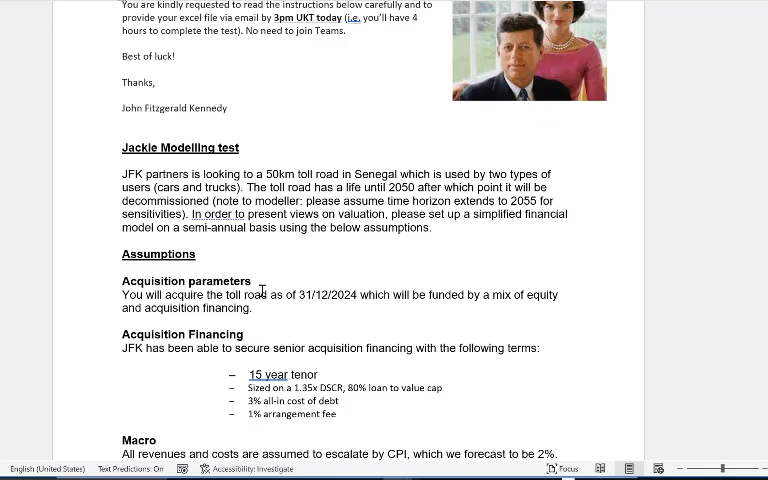 You are kindly requested to read the instructions below carefully and to
provide your excel file via email by 3pm UKT today (i.e. you'll have 4
hours to complete the test). No need to join Teams.
Best of luck!
Thanks,
John Fitzgerald Kennedy
Jackie Modelling test
JFK partners is looking to a 50km toll road in Senegal which is used by two types of
users (cars and trucks). The toll road has a life until 2050 after which point it will be
decommissioned (note to modeller: please assume time horizon extends to 2055 for
sensitivities). In order to present views on valuation, please set up a simplified financial
model on a semi-annual basis using the below assumptions.
Assumptions
Acquisition parameters
You will acquire the toll road as of 31/12/2024 which will be funded by a mix of equity
and acquisition financing.
Acquisition Financing
JFK has been able to secure senior acquisition financing with the following terms:
– 15 year tenor
– Sized on a 1.35x DSCR, 80% loan to value cap
– 3% all-in cost of debt
– 1% arrangement fee
Macro
All revenues and costs are assumed to escalate by CPI, which we forecast to be 2%.
English (United States) Text Predictions: On Accessibility: Investigate Focus